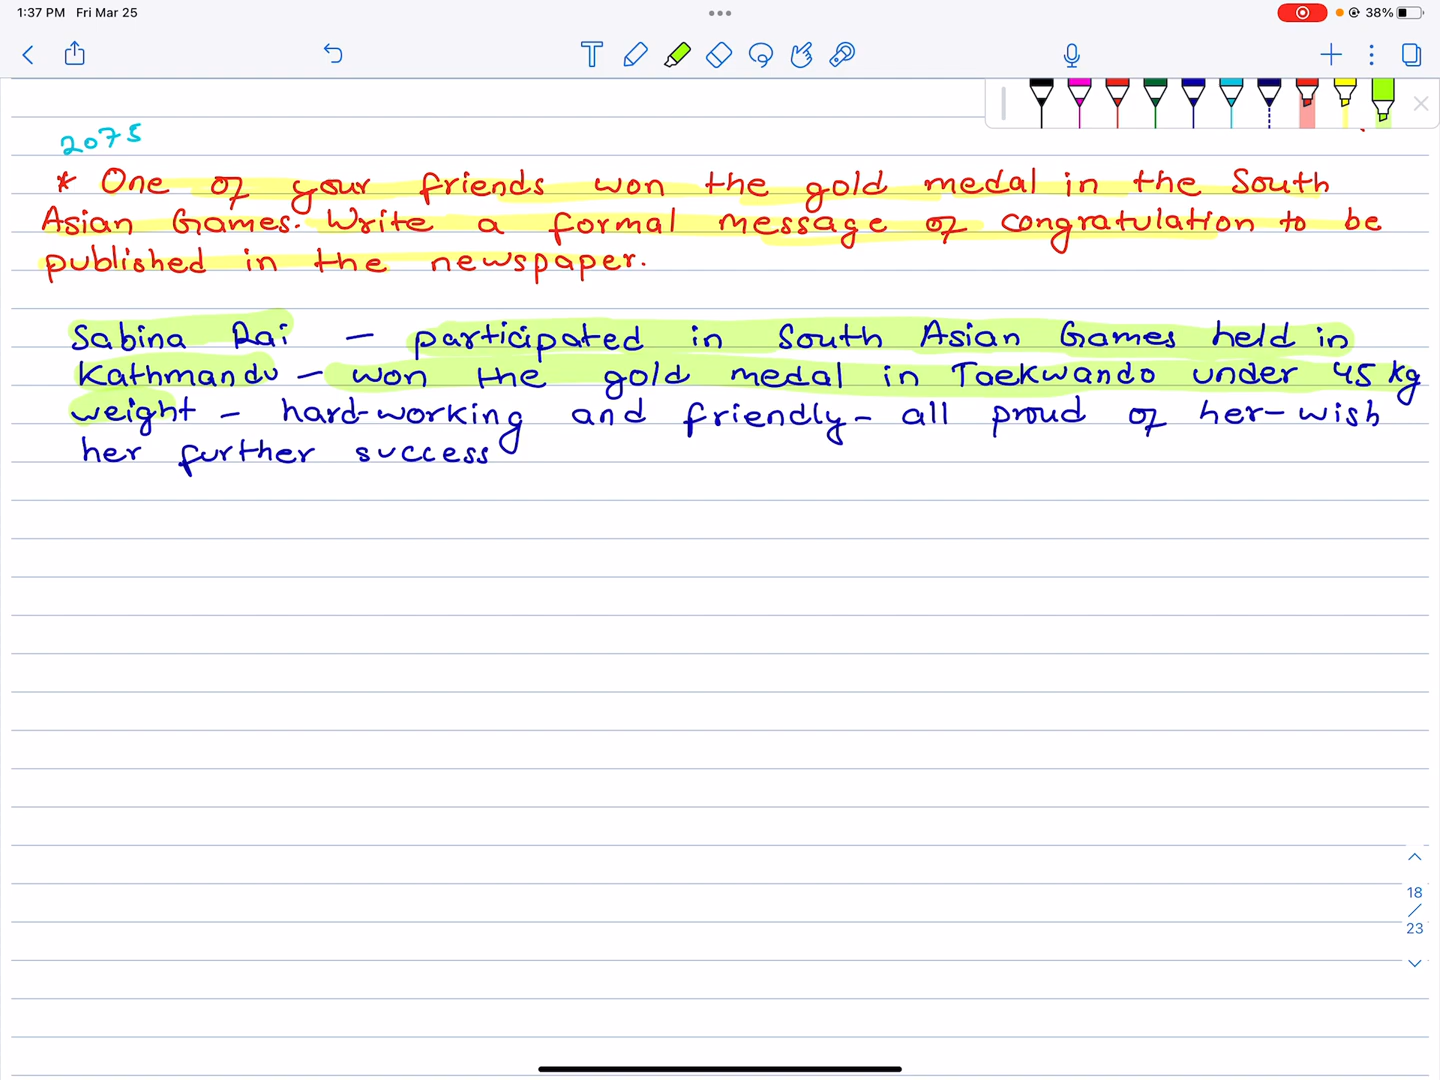 1:37 PM Fri Mar 25
38%
2075
* One of your friends won the gold medal in the South
Asian Games. Write a formal message of congratulation to be
published in the newspaper.
Sabina Rai - participated in South Asian Games held in
Kathmandu - won the gold medal in Taekwando under 45 kg
weight - hard-working and friendly - all proud of her - wish
her further success
18
/
23